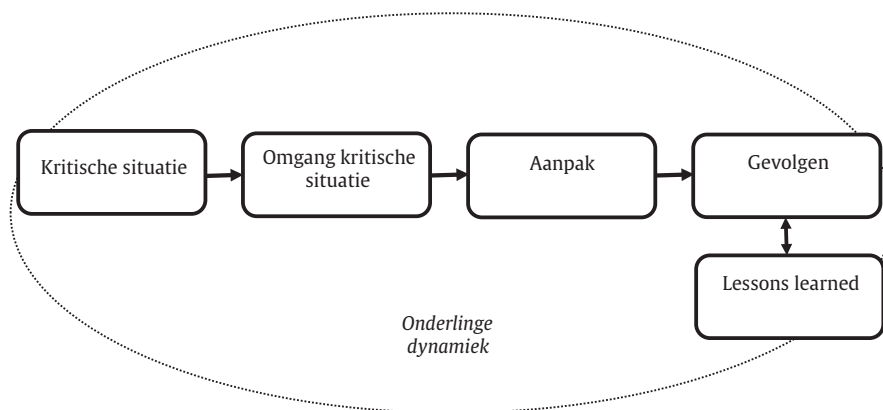 Kritische situatie
Omgang kritische
situatie
Aanpak
Gevolgen
Lessons learned
Onderlinge
dynamiek